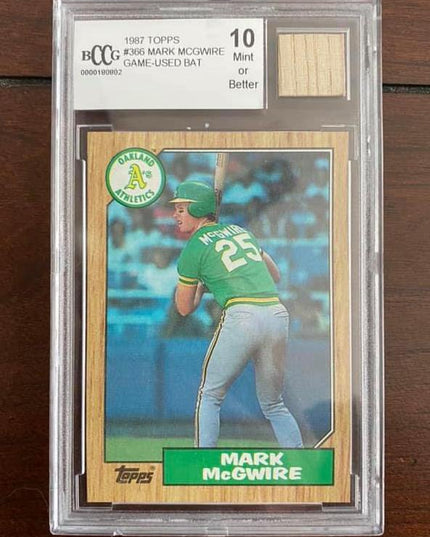 BCCG
0000190892
1987 TOPPS
#366 MARK MCGWIRE
GAME-USED BAT
10
Mint
or
Better
OAKLAND
A's
ATHLETICS
McGWIRE
25
topps®
MARK
McGWIRE